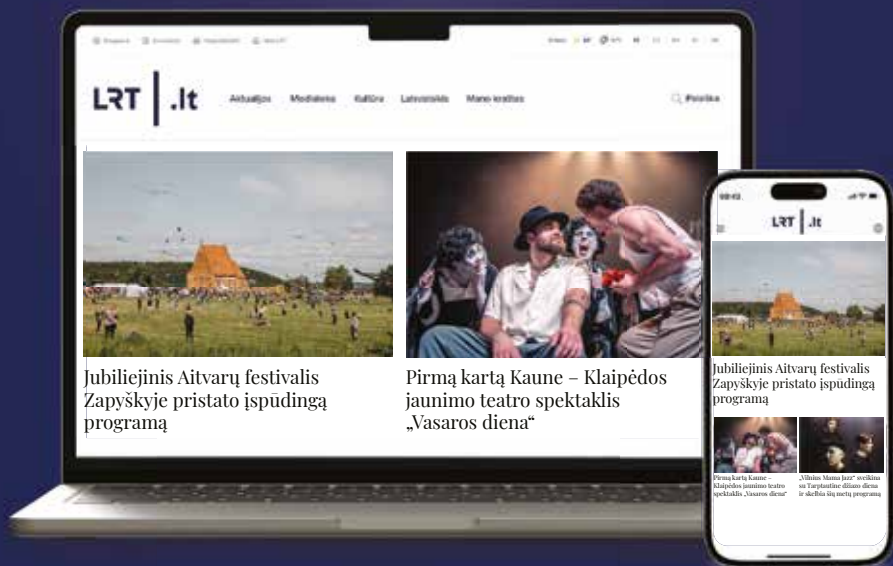 LRT .lt
Aktualijos Mediateka Kultūra Laisvalaikis Mano kraštas Paieška
Jubiliejinis Aitvarų festivalis
Zapyškyje pristato įspūdingą
programą
Pirmą kartą Kaune – Klaipėdos
jaunimo teatro spektaklis
„Vasaros diena“
LRT .lt
Jubiliejinis Aitvarų festivalis
Zapyškyje pristato įspūdingą
programą
Pirmą kartą Kaune –
Klaipėdos jaunimo teatro
spektaklis „Vasaros diena“
„Vilnius Mama Jazz“ sveikina
su Tarptautine džiazo diena
ir skelbia šių metų programą